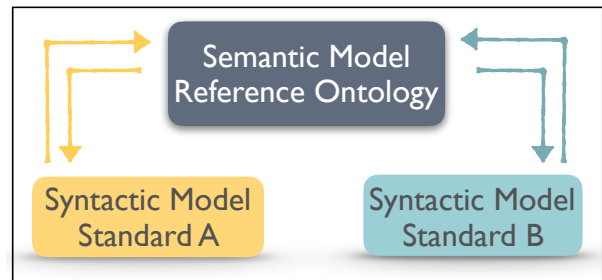 Semantic Model
Reference Ontology
Syntactic Model
Standard A
Syntactic Model
Standard B